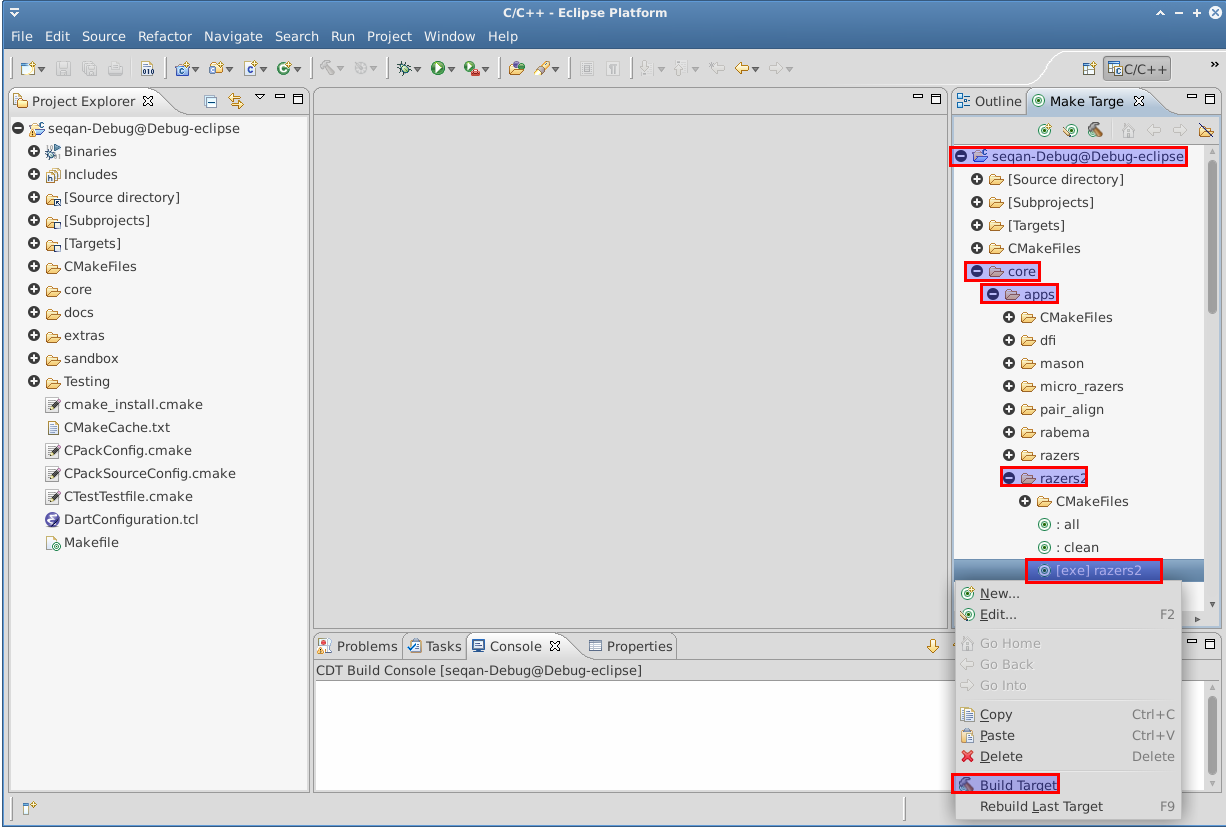 C/C++ - Eclipse Platform
File Edit Source Refactor Navigate Search Run Project Window Help
C/C++
Project Explorer
seqan-Debug@Debug-eclipse
Binaries
Includes
[Source directory]
[Subprojects]
[Targets]
CMakeFiles
core
docs
extras
sandbox
Testing
cmake_install.cmake
CMakeCache.txt
CPackConfig.cmake
CPackSourceConfig.cmake
CTestTestfile.cmake
DartConfiguration.tcl
Makefile
Problems Tasks Console Properties
CDT Build Console [seqan-Debug@Debug-eclipse]
Outline Make Targe
seqan-Debug@Debug-eclipse
[Source directory]
[Subprojects]
[Targets]
CMakeFiles
core
apps
CMakeFiles
dfi
mason
micro_razers
pair_align
rabema
razers
razers2
CMakeFiles
: all
: clean
[exe] razers2
New...
Edit... F2
Go Home
Go Back
Go Into
Copy Ctrl+C
Paste Ctrl+V
Delete Delete
Build Target
Rebuild Last Target F9